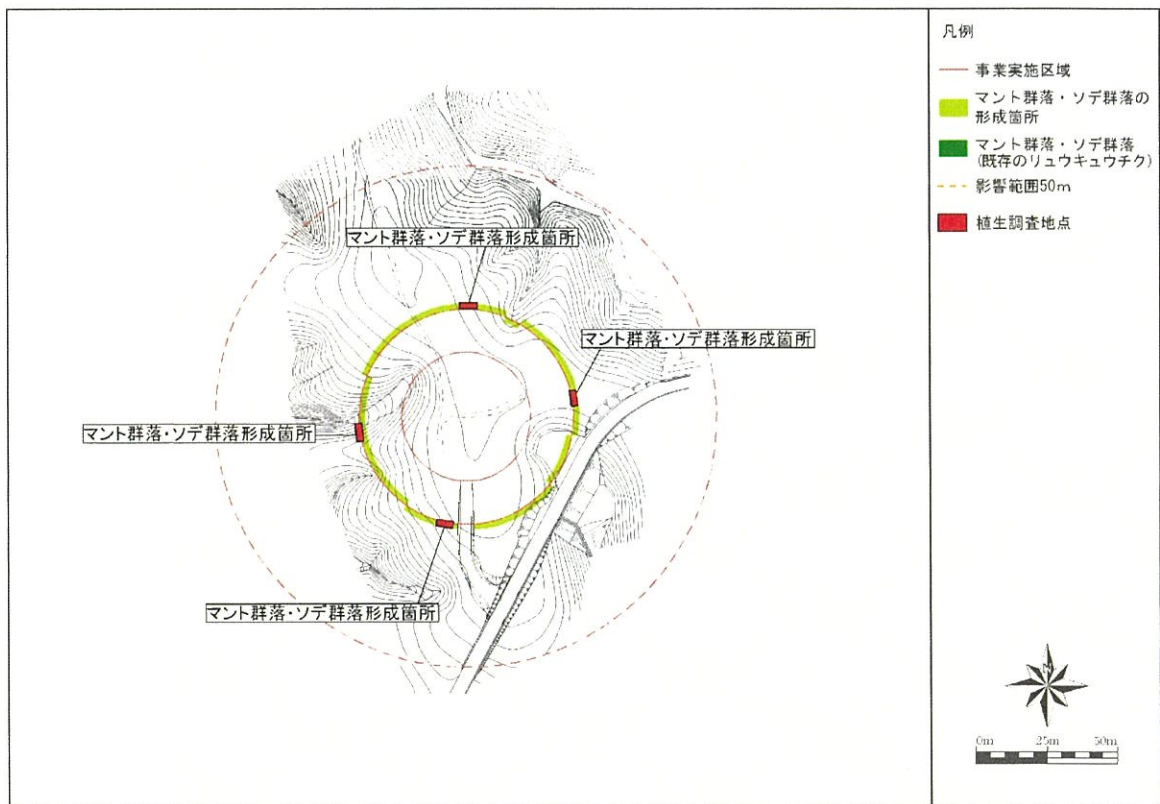 凡例
事業実施区域
マント群落・ソデ群落の
形成箇所
マント群落・ソデ群落
(既存のリュウキュウチク)
影響範囲50m
植生調査地点
マント群落・ソデ群落形成箇所
マント群落・ソデ群落形成箇所
マント群落・ソデ群落形成箇所
マント群落・ソデ群落形成箇所
N
0m 25m 50m